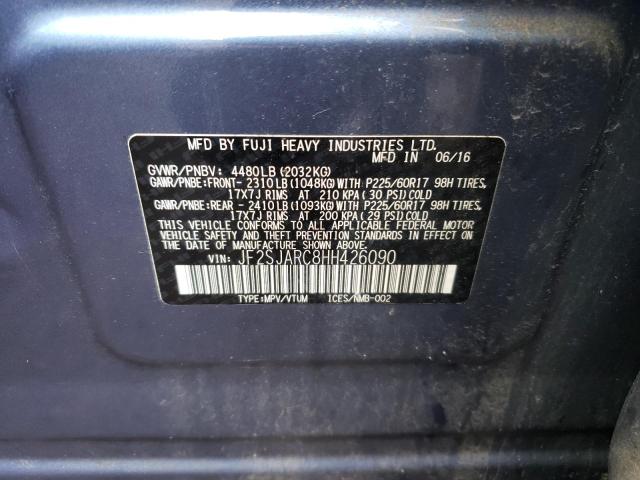 MFD BY FUJI HEAVY INDUSTRIES LTD.
MFD IN 06/16
GVWR/PNBV: 4480LB (2032KG)
GAWR/PNBE:FRONT- 2310LB(1048KG)WITH P225/60R17 98H TIRES,
17X7J RIMS AT 210 KPA ( 30 PSI)COLD
GAWR/PNBE:REAR - 2410LB(1093KG)WITH P225/60R17 98H TIRES,
17X7J RIMS AT 200 KPA ( 29 PSI)COLD
THIS VEHICLE CONFORMS TO ALL APPLICABLE FEDERAL MOTOR
VEHICLE SAFETY AND THEFT PREVENTION STANDARDS IN
EFFECT ON THE DATE OF MANUFACTURE SHOWN ABOVE.
VIN: JF2SJARC8HH426090
TYPE:MPV/VTUM ICES/NMB-002